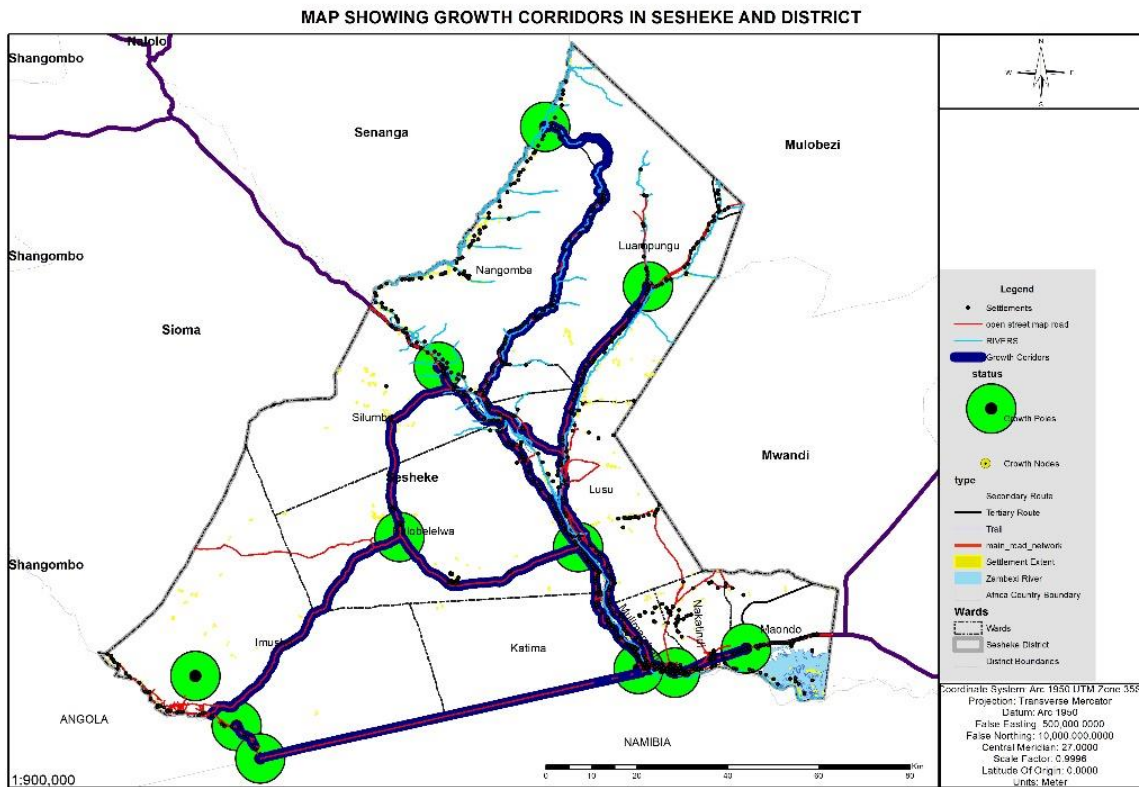 MAP SHOWING GROWTH CORRIDORS IN SESHEKE AND DISTRICT
Nalolo
Shangombo
Senanga
Mulobezi
N
W E
S
Shangombo
Luampungu
Nangomba
Sioma
Silumbu
Sesheke
Lusu
Mwandi
Shangombo
Imusho
Katima
Nakatindi
Maondo
ANGOLA
NAMIBIA
1:900,000
Km
0 10 20 40 60 80
Legend
Settlements
open street map road
RIVERS
Growth Coridors
status
Growth Poles
Growth Nodes
type
Secondary Route
Tertiary Route
Trail
main_road_network
Settlement Extent
Zambexi River
Africa Country Boundary
Wards
Wards
Sesheke District
District Boundaries
Coordinate System: Arc 1950 UTM Zone 35S
Projection: Transverse Mercator
Datum: Arc 1950
False Easting: 500,000.0000
False Northing: 10,000,000.0000
Central Meridian: 27.0000
Scale Factor: 0.9996
Latitude Of Origin: 0.0000
Units: Meter